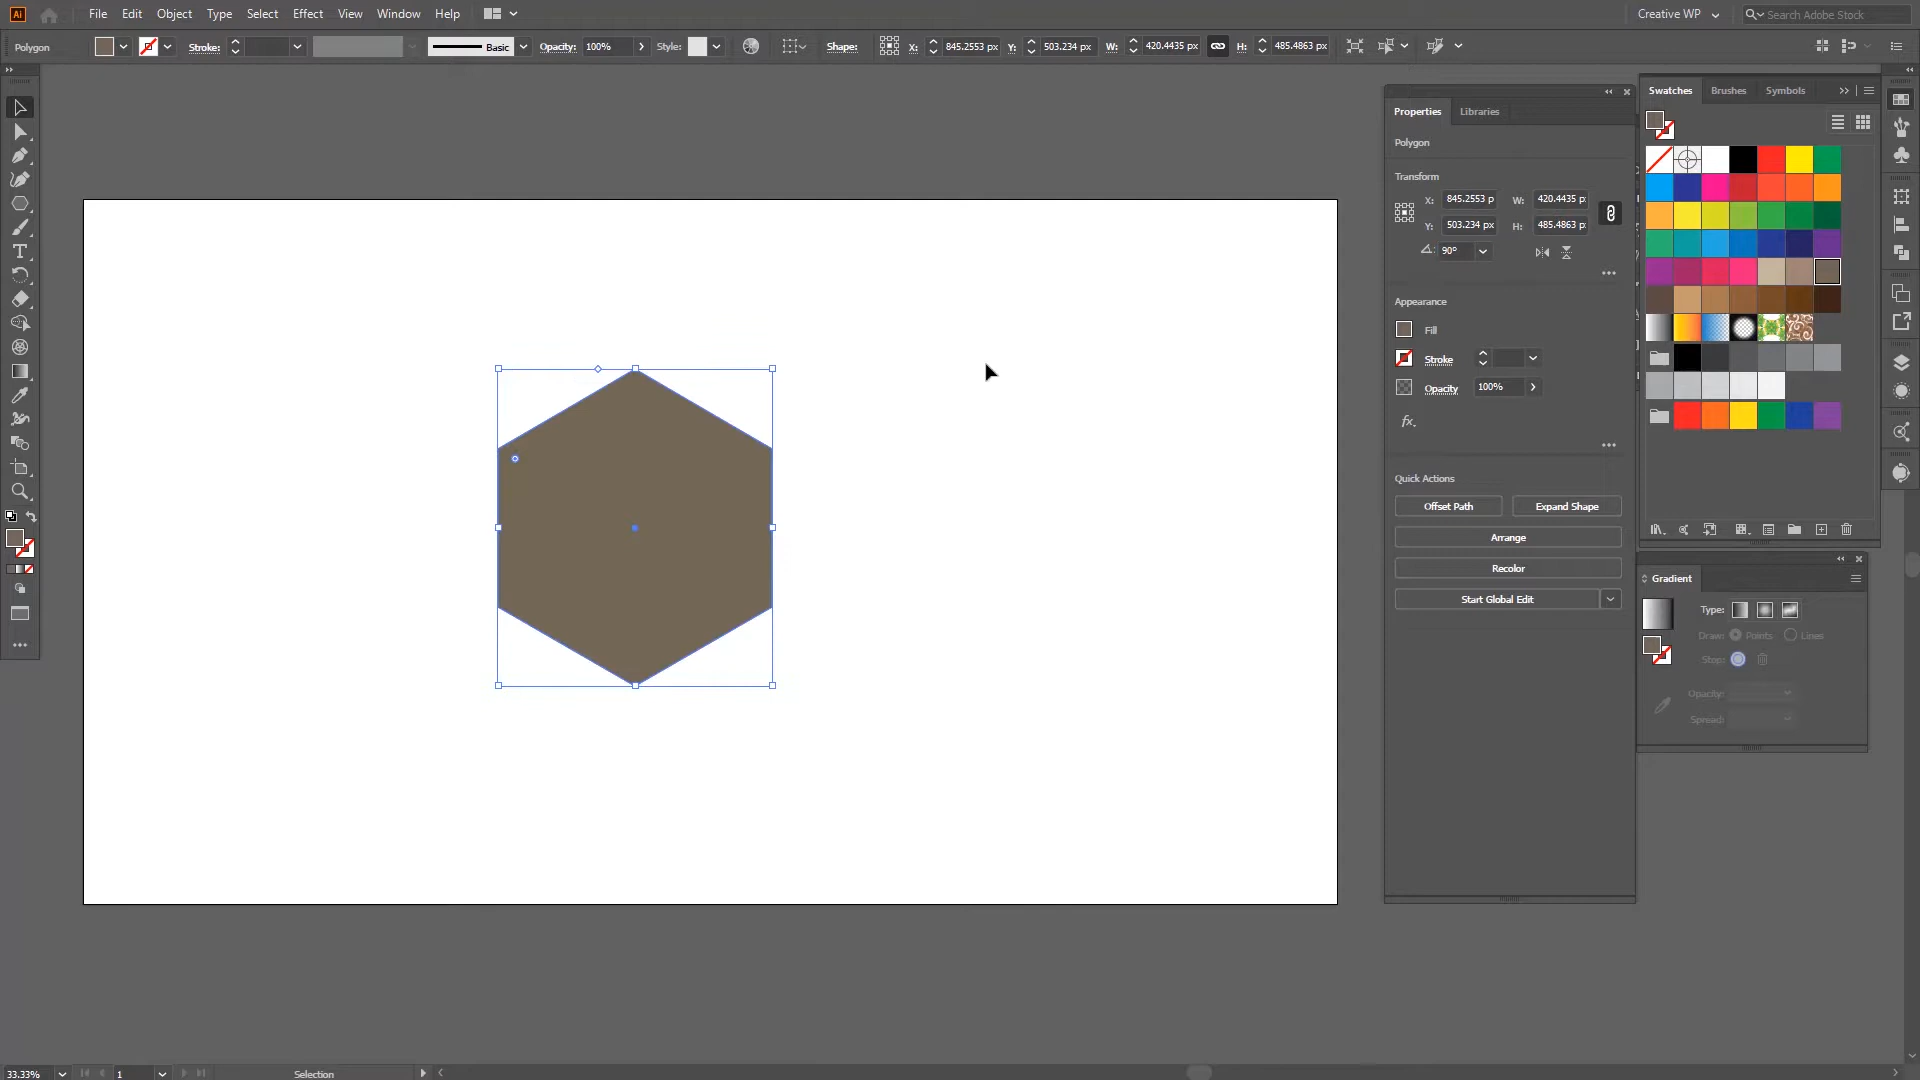 Ai File Edit Object Type Select Effect View Window Help Creative WP Search Adobe Stock
Polygon Stroke: Basic Opacity: 100% Style: Shape: X: 845.2553 px Y: 503.234 px W: 420.4435 px H: 485.4863 px
Properties Libraries
Polygon
Transform
X: 845.2553 p W: 420.4435 p
Y: 503.234 px H: 485.4863 p
90°
Appearance
Fill
Stroke
Opacity 100%
fx.
Quick Actions
Offset Path Expand Shape
Arrange
Recolor
Start Global Edit
Swatches Brushes Symbols
Gradient
Type:
Draw: Points Lines
Stop:
Opacity:
Spread:
33.33% 1 Selection